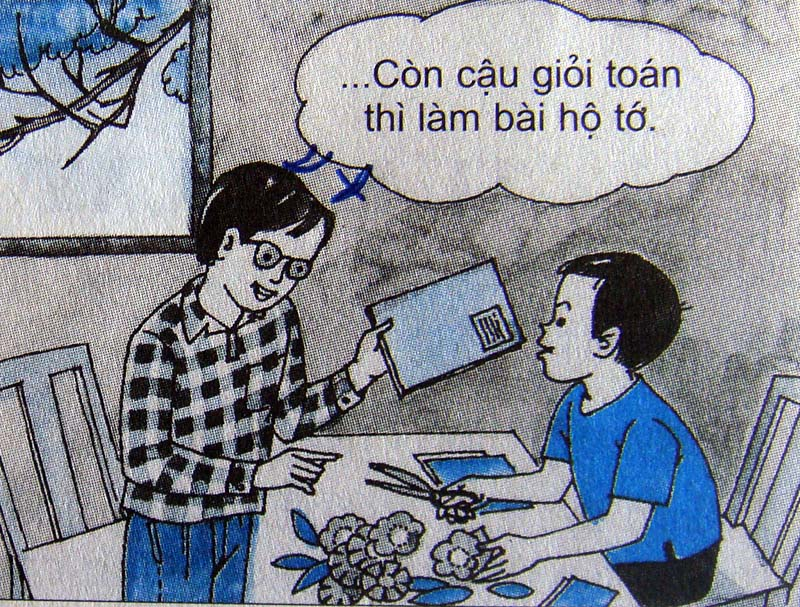 ...Còn cậu giỏi toán
thì làm bài hộ tớ.